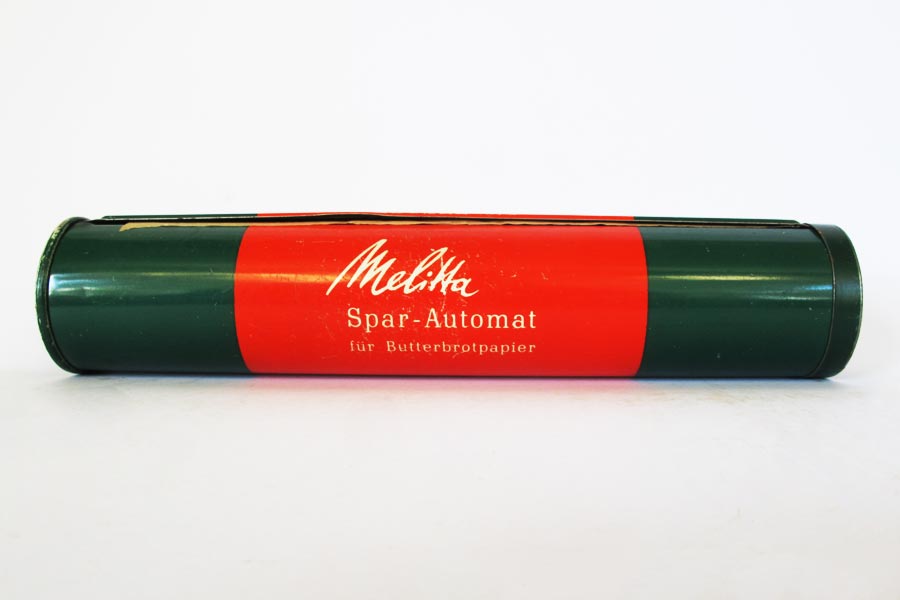 Melitta
Spar-Automat
für Butterbrotpapier